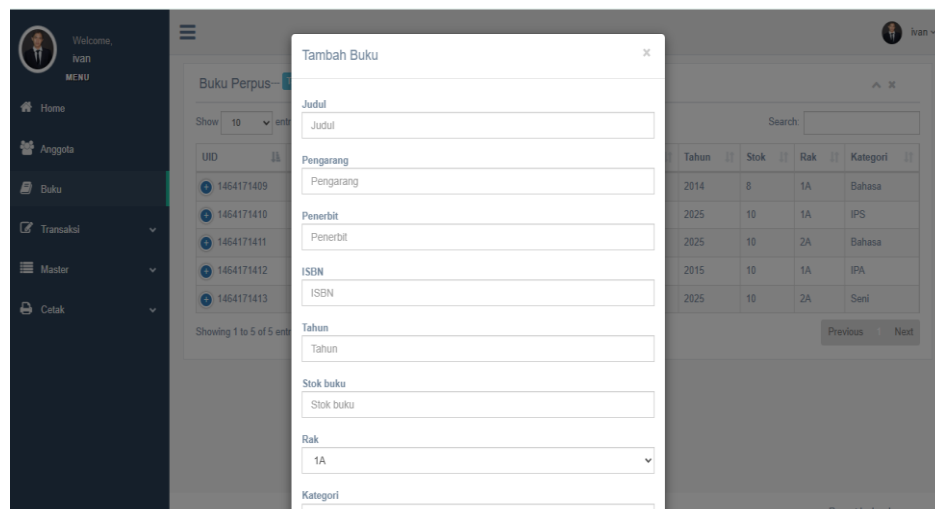 Welcome,
ivan
MENU
Home
Anggota
Buku
Transaksi
Master
Cetak
ivan
Buku Perpus
Show 10 entr
Search:
UID Tahun Stok Rak Kategori
1464171409 2014 8 1A Bahasa
1464171410 2025 10 1A IPS
1464171411 2025 10 2A Bahasa
1464171412 2015 10 1A IPA
1464171413 2025 10 2A Seni
Showing 1 to 5 of 5 entr
Previous 1 Next
Tambah Buku ×
Judul
Judul
Pengarang
Pengarang
Penerbit
Penerbit
ISBN
ISBN
Tahun
Tahun
Stok buku
Stok buku
Rak
1A
Kategori